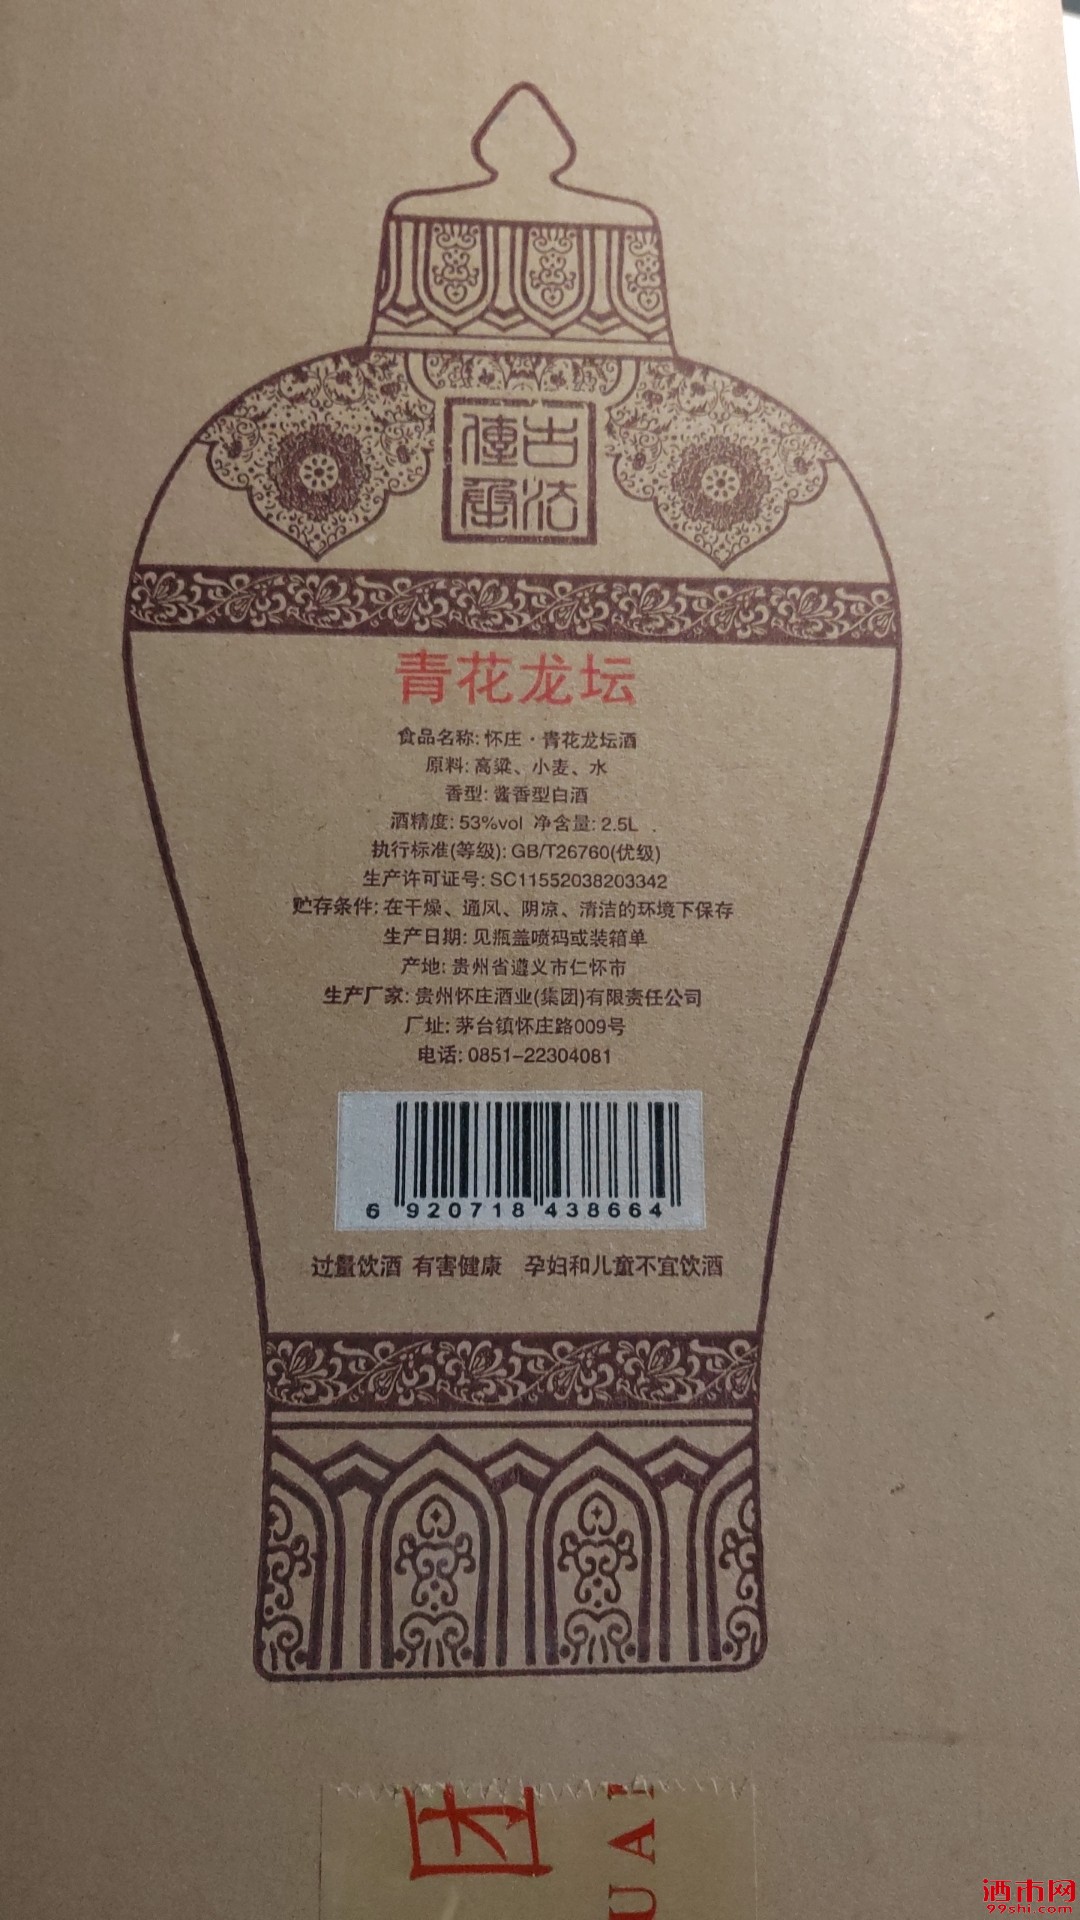 古法
傳承
青花龙坛
食品名称: 怀庄·青花龙坛酒
原料: 高粱、小麦、水
香型: 酱香型白酒
酒精度: 53%vol 净含量: 2.5L
执行标准(等级): GB/T26760(优级)
生产许可证号: SC11552038203342
贮存条件: 在干燥、通风、阴凉、清洁的环境下保存
生产日期: 见瓶盖喷码或装箱单
产地: 贵州省遵义市仁怀市
生产厂家: 贵州怀庄酒业(集团)有限责任公司
厂址: 茅台镇怀庄路009号
电话: 0851-22304081
6 920718 438664
过量饮酒 有害健康 孕妇和儿童不宜饮酒
UA
酒市网
99shi.com